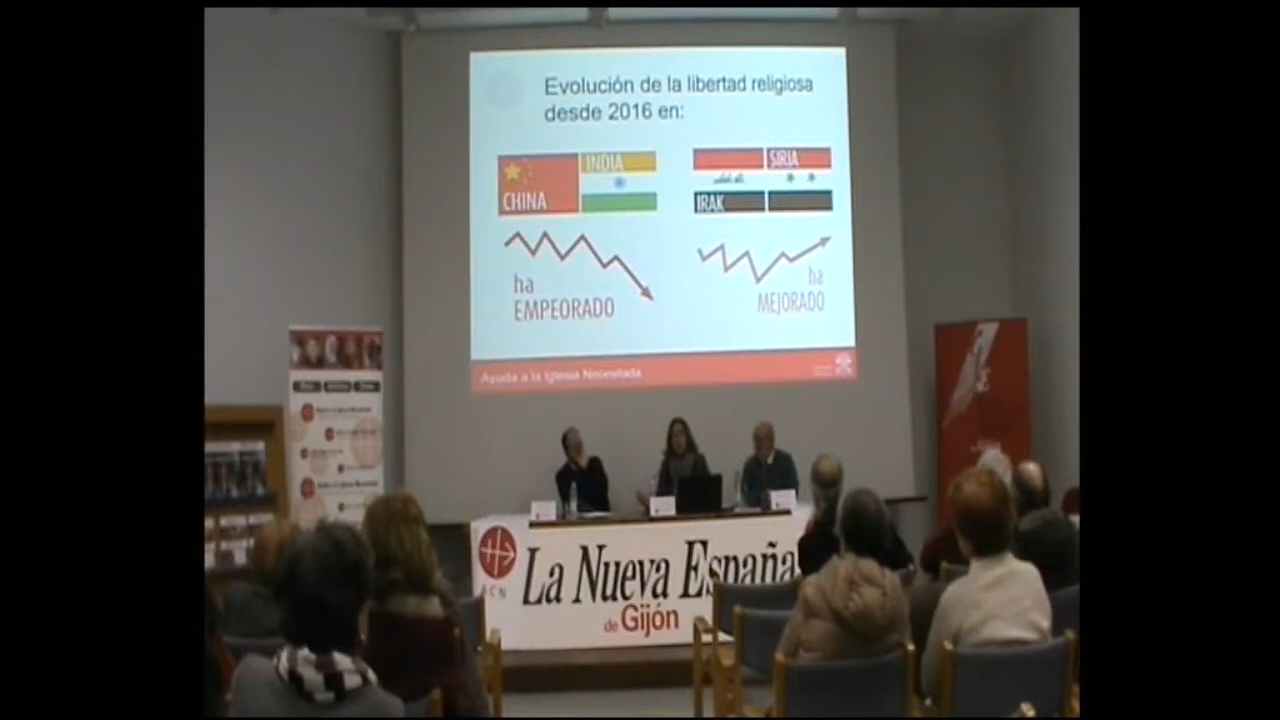 Evolución de la libertad religiosa
desde 2016 en:
INDIA
CHINA
SIRIA
IRAK
ha
EMPEORADO
ha
MEJORADO
Ayuda a la Iglesia Necesitada
ACN
La Nueva España
de Gijón